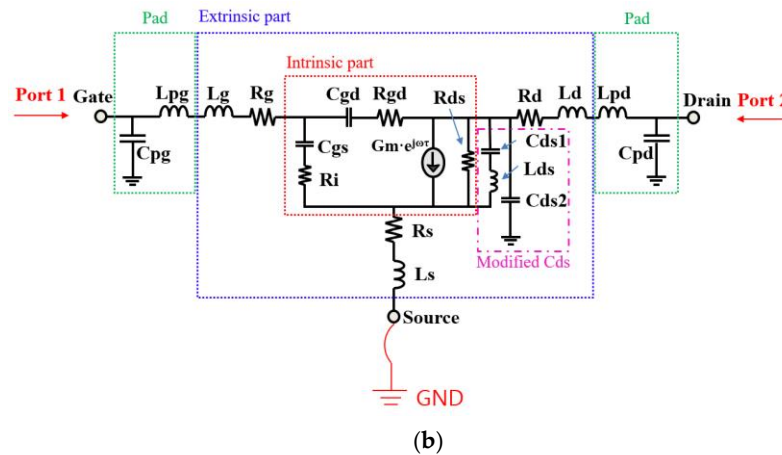 Pad
Extrinsic part
Pad
Intrinsic part
Port 1
Gate
Lpg
Lg
Rg
Cgd
Rgd
Rds
Rd
Ld
Lpd
Drain
Port 2
Cpg
Cgs
Gm·e^jωτ
Cds1
Cpd
Ri
Lds
Cds2
Rs
Modified Cds
Ls
Source
GND
(b)